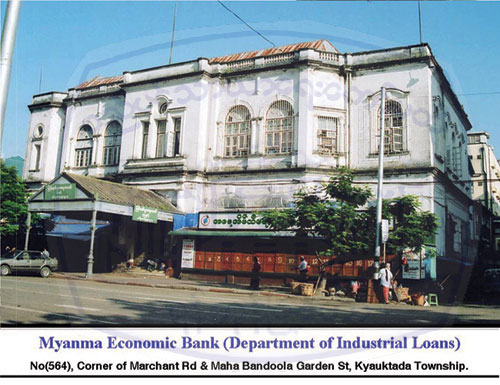 Myanma Economic Bank (Department of Industrial Loans)
No(564), Corner of Marchant Rd & Maha Bandoola Garden St, Kyauktada Township.